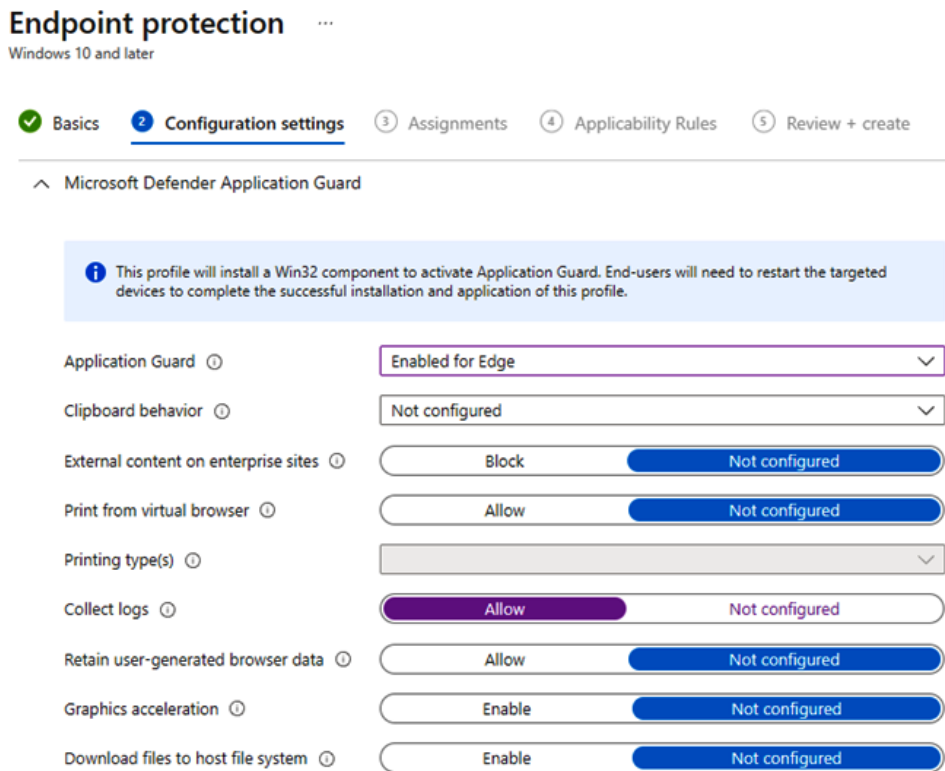 Endpoint protection ...
Windows 10 and later
Basics 2 Configuration settings 3 Assignments 4 Applicability Rules 5 Review + create
Microsoft Defender Application Guard
This profile will install a Win32 component to activate Application Guard. End-users will need to restart the targeted
devices to complete the successful installation and application of this profile.
Application Guard Enabled for Edge
Clipboard behavior Not configured
External content on enterprise sites Block Not configured
Print from virtual browser Allow Not configured
Printing type(s)
Collect logs Allow Not configured
Retain user-generated browser data Allow Not configured
Graphics acceleration Enable Not configured
Download files to host file system Enable Not configured